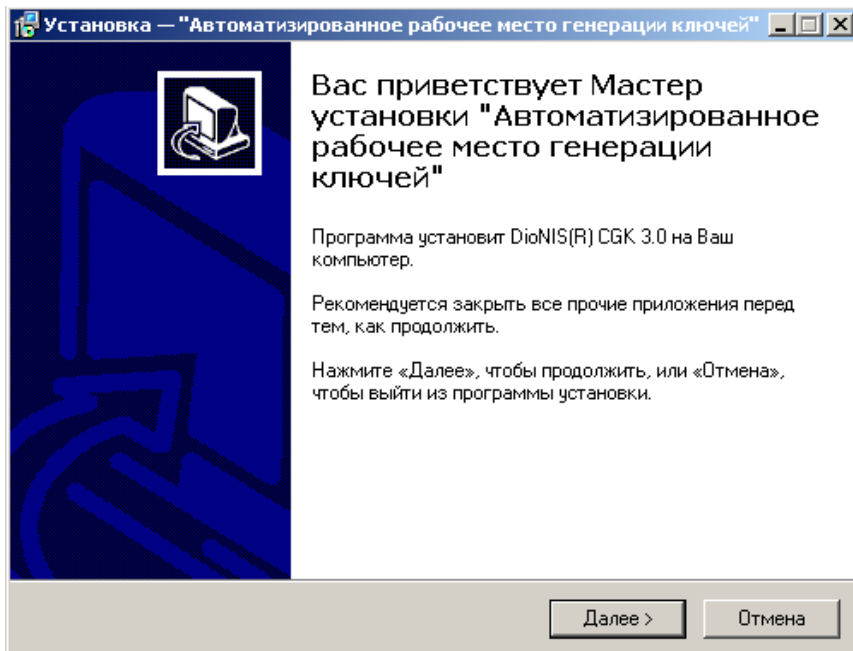 Установка — "Автоматизированное рабочее место генерации ключей"
Вас приветствует Мастер
установки "Автоматизированное
рабочее место генерации
ключей"
Программа установит DioNIS(R) CGK 3.0 на Ваш
компьютер.
Рекомендуется закрыть все прочие приложения перед
тем, как продолжить.
Нажмите «Далее», чтобы продолжить, или «Отмена»,
чтобы выйти из программы установки.
Далее >
Отмена